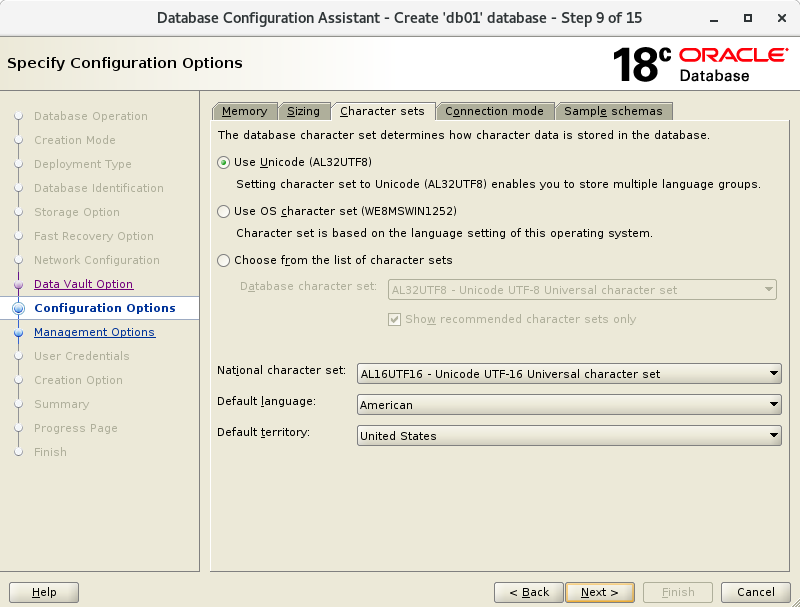 Database Configuration Assistant - Create 'db01' database - Step 9 of 15
Specify Configuration Options
18c ORACLE
Database
Database Operation
Creation Mode
Deployment Type
Database Identification
Storage Option
Fast Recovery Option
Network Configuration
Data Vault Option
Configuration Options
Management Options
User Credentials
Creation Option
Summary
Progress Page
Finish
Memory Sizing Character sets Connection mode Sample schemas
The database character set determines how character data is stored in the database.
Use Unicode (AL32UTF8)
Setting character set to Unicode (AL32UTF8) enables you to store multiple language groups.
Use OS character set (WE8MSWIN1252)
Character set is based on the language setting of this operating system.
Choose from the list of character sets
Database character set: AL32UTF8 - Unicode UTF-8 Universal character set
Show recommended character sets only
National character set: AL16UTF16 - Unicode UTF-16 Universal character set
Default language: American
Default territory: United States
Help < Back Next > Finish Cancel